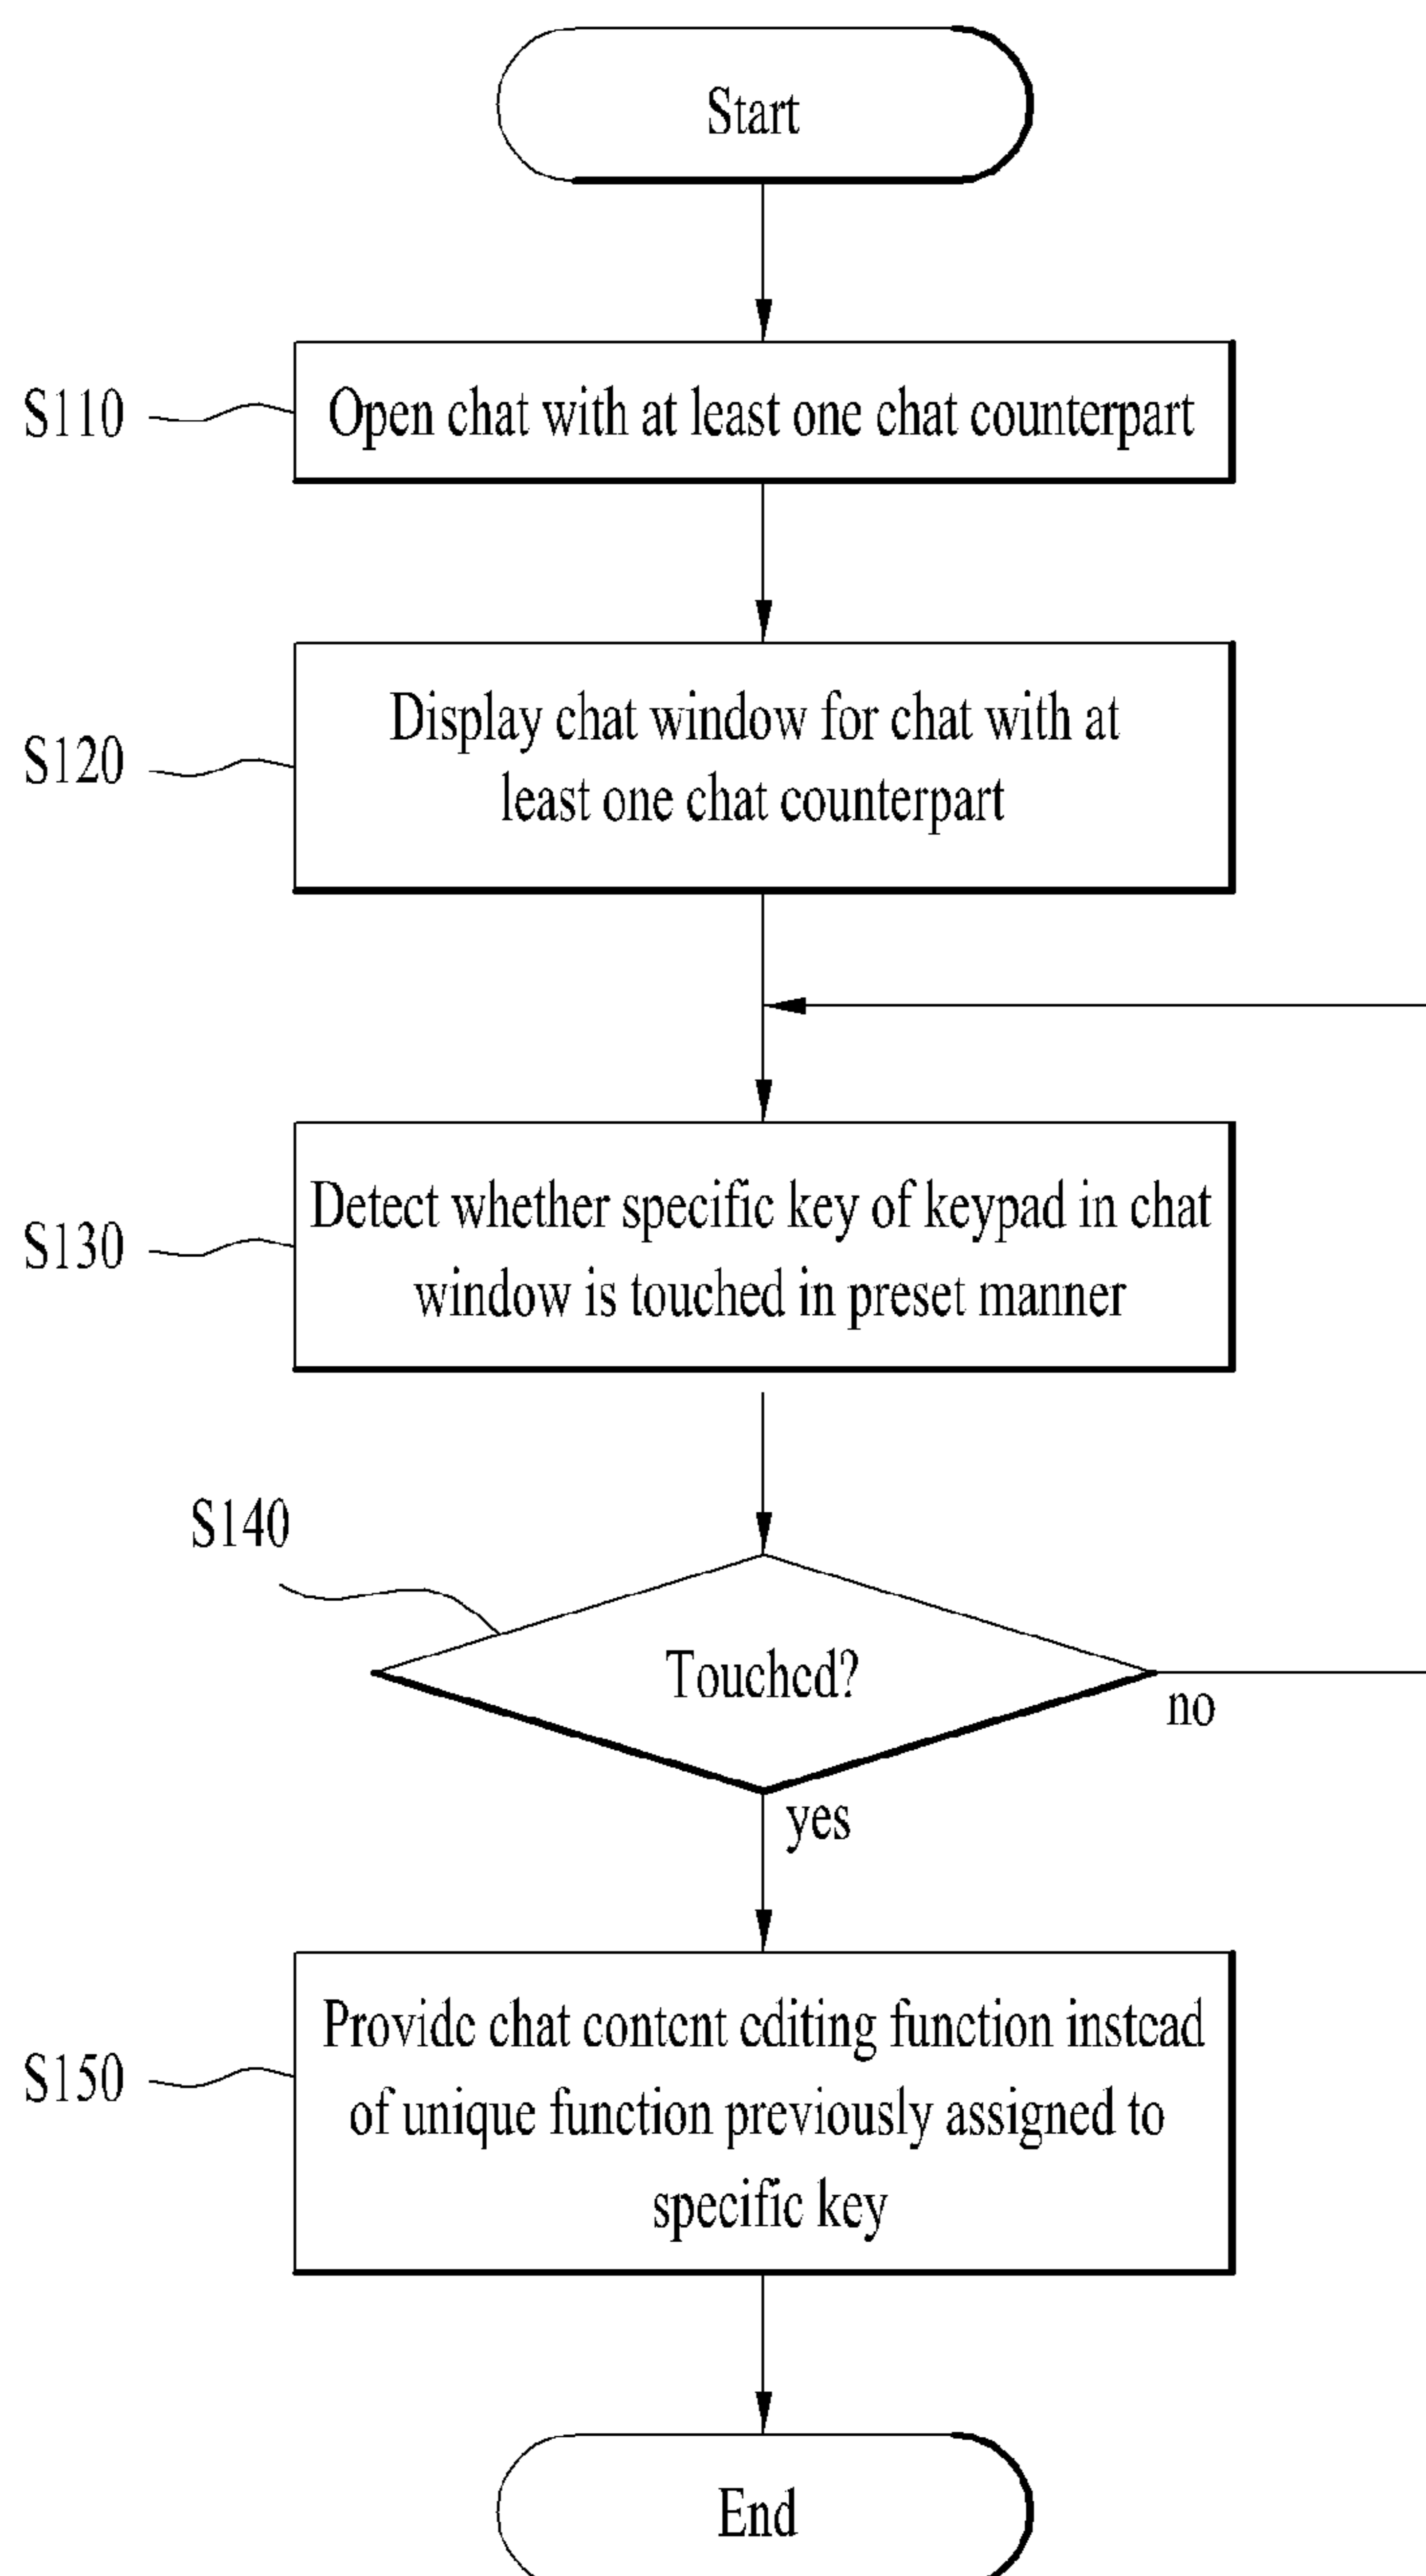 Start
S110
Open chat with at least one chat counterpart
S120
Display chat window for chat with at
least one chat counterpart
S130
Detect whether specific key of keypad in chat
window is touched in preset manner
S140
Touched?
no
yes
S150
Provide chat content editing function instead
of unique function previously assigned to
specific key
End